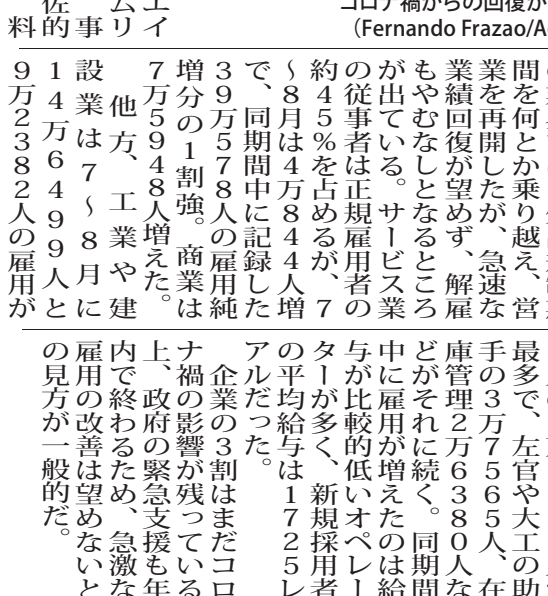 コロナ禍からの回復が
（Fernando Frazao/A
エイ
ムリ
事
佐的
料
間を何とか乗り越え、営
業を再開したが、急速な
業績回復が望めず、解雇
もやむなしとなるところ
が出ている。サービス業
の従事者は正規雇用者の
約４５％を占めるが、７
～８月は４万８４４人増
で、同期間中に記録した
３９万５７８人の雇用純
増分の１割強。商業は
７万５９４８人増えた。
他方、工業や建
設業は７～８月に
１４万６４９９人と
９万２３８２人の雇用が
最多で、左官や大工の助
手の３万７５６５人、在
庫管理２万６３８０人な
どがそれに続く。同期間
中に雇用が増えたのは給
与が比較的低いオペレー
ターが多く、新規採用者
の平均給与は１７２５レ
アルだった。
企業の３割はまだコロ
ナ禍の影響が残っている
上、政府の緊急支援も年
内で終わるため、急激な
雇用の改善は望めないと
の見方が一般的だ。